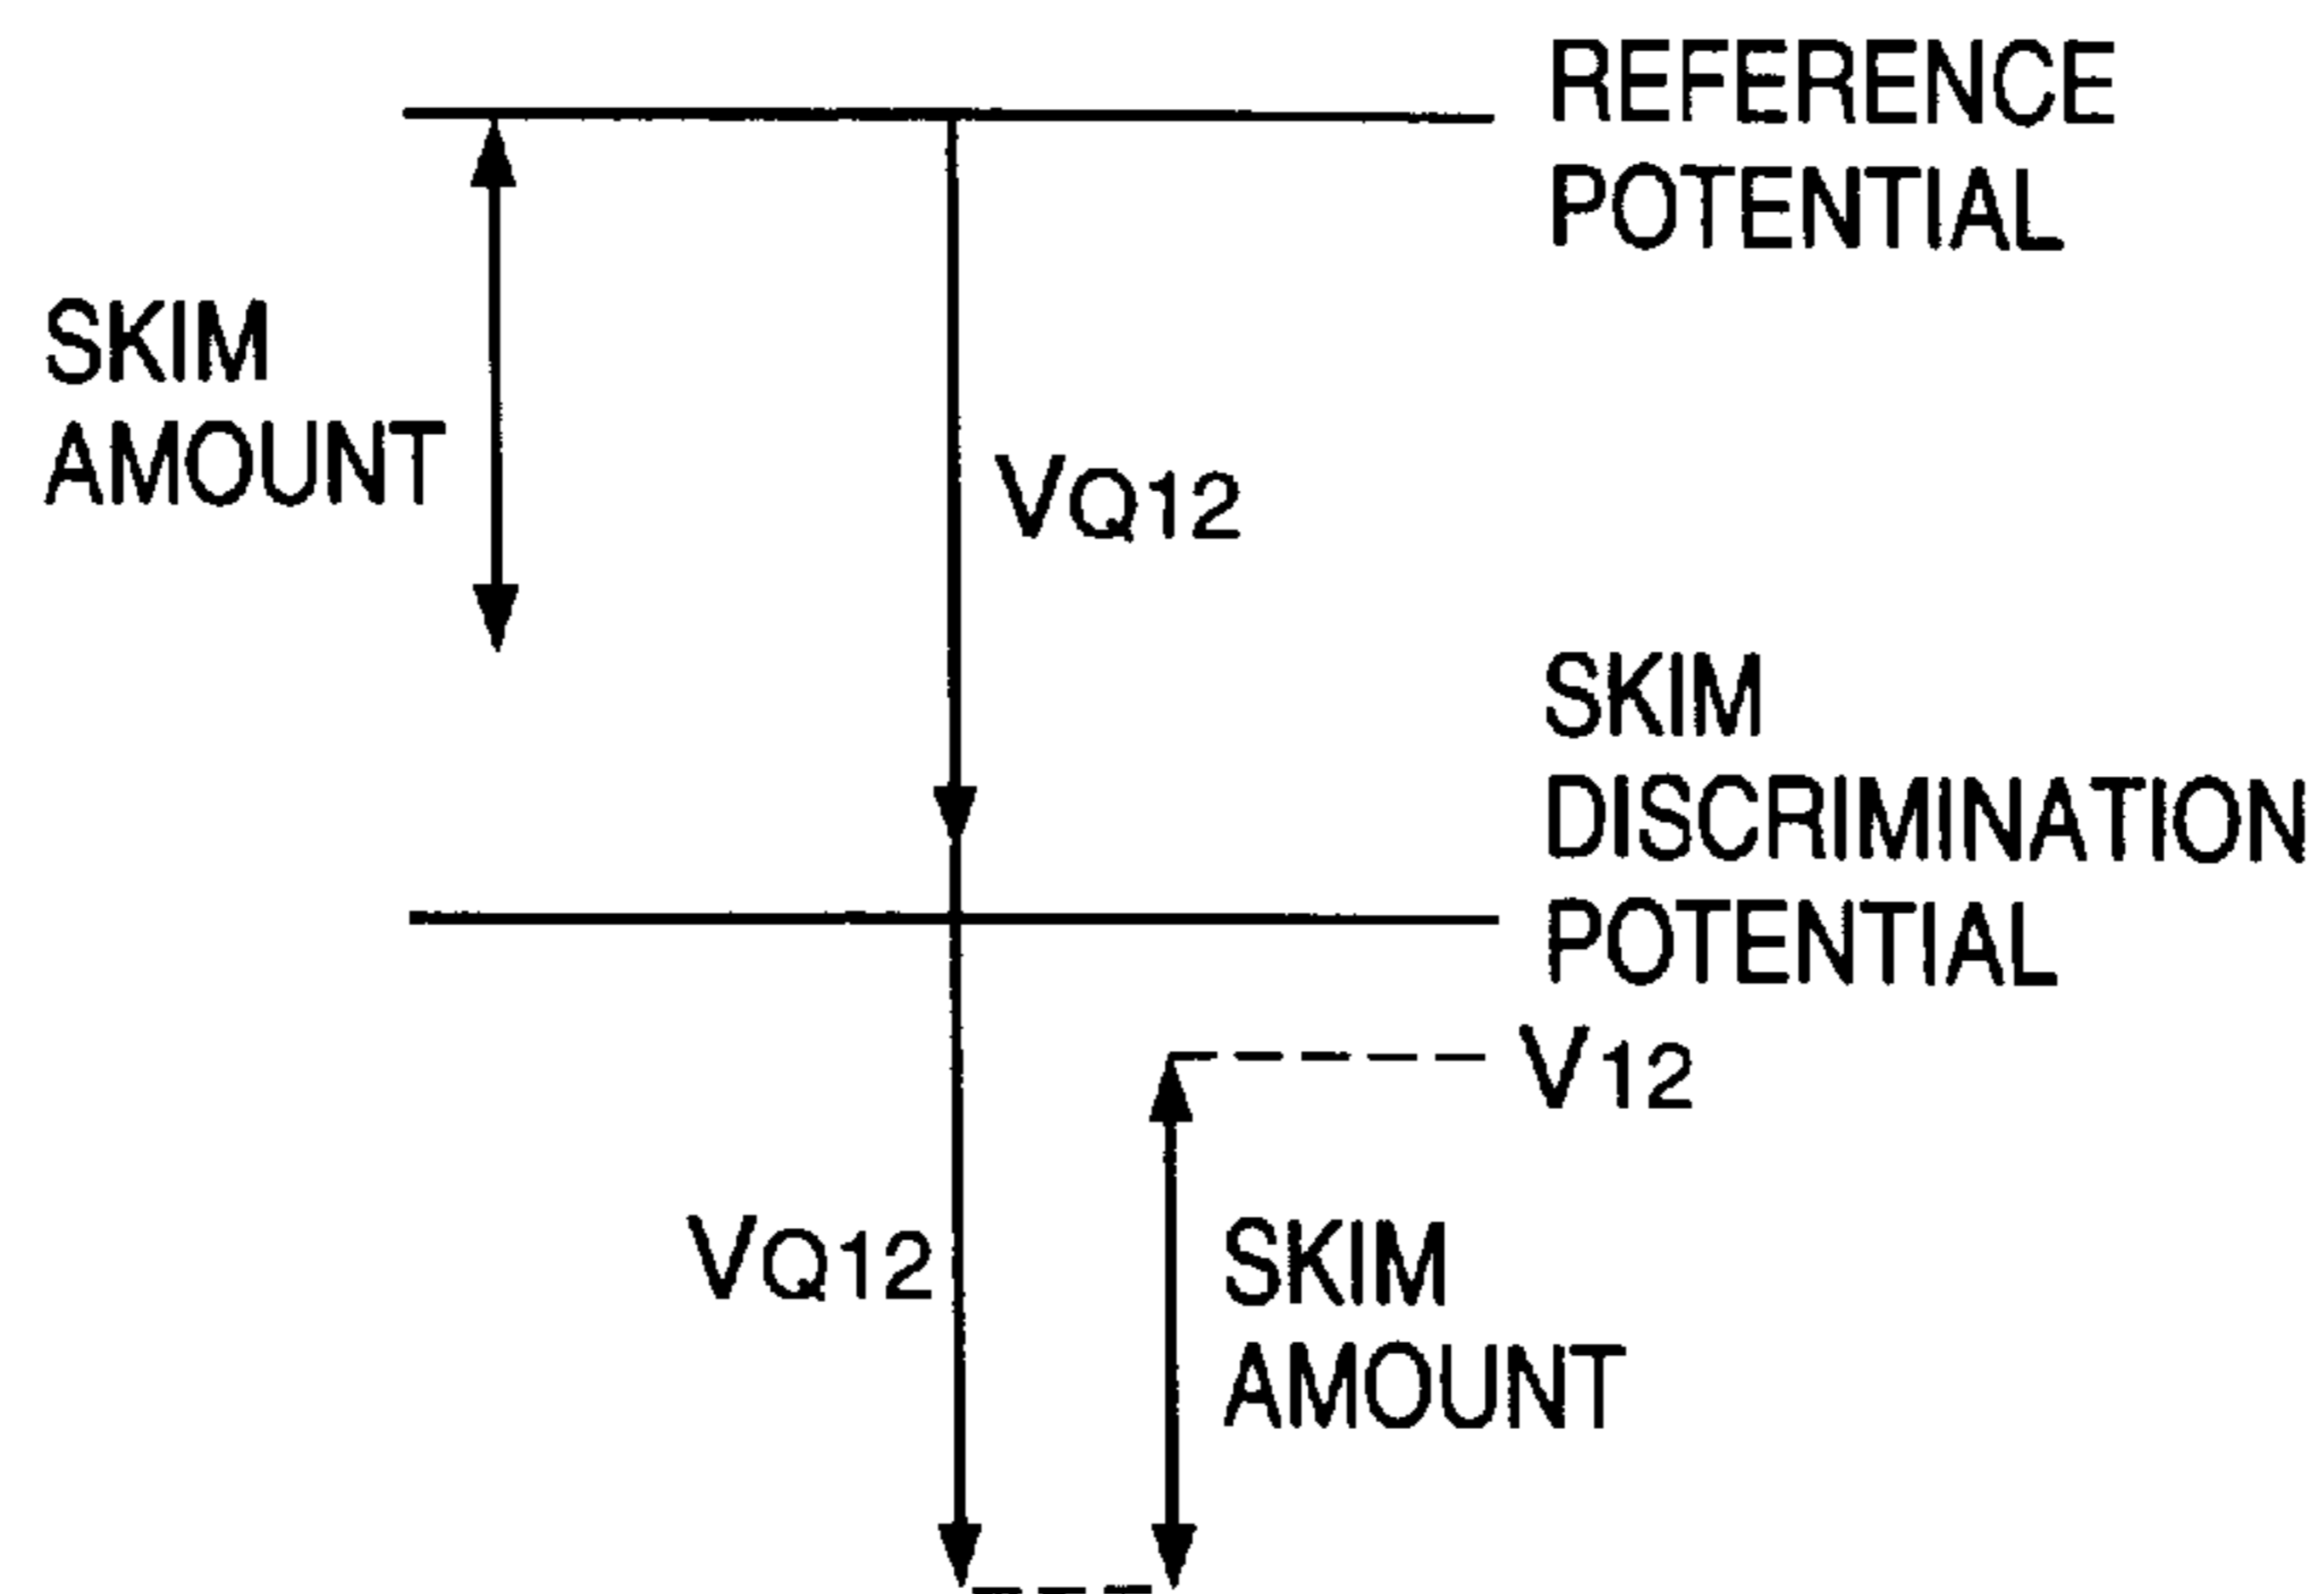 REFERENCE
POTENTIAL
SKIM
AMOUNT
VQ12
SKIM
DISCRIMINATION
POTENTIAL
V12
VQ12
SKIM
AMOUNT